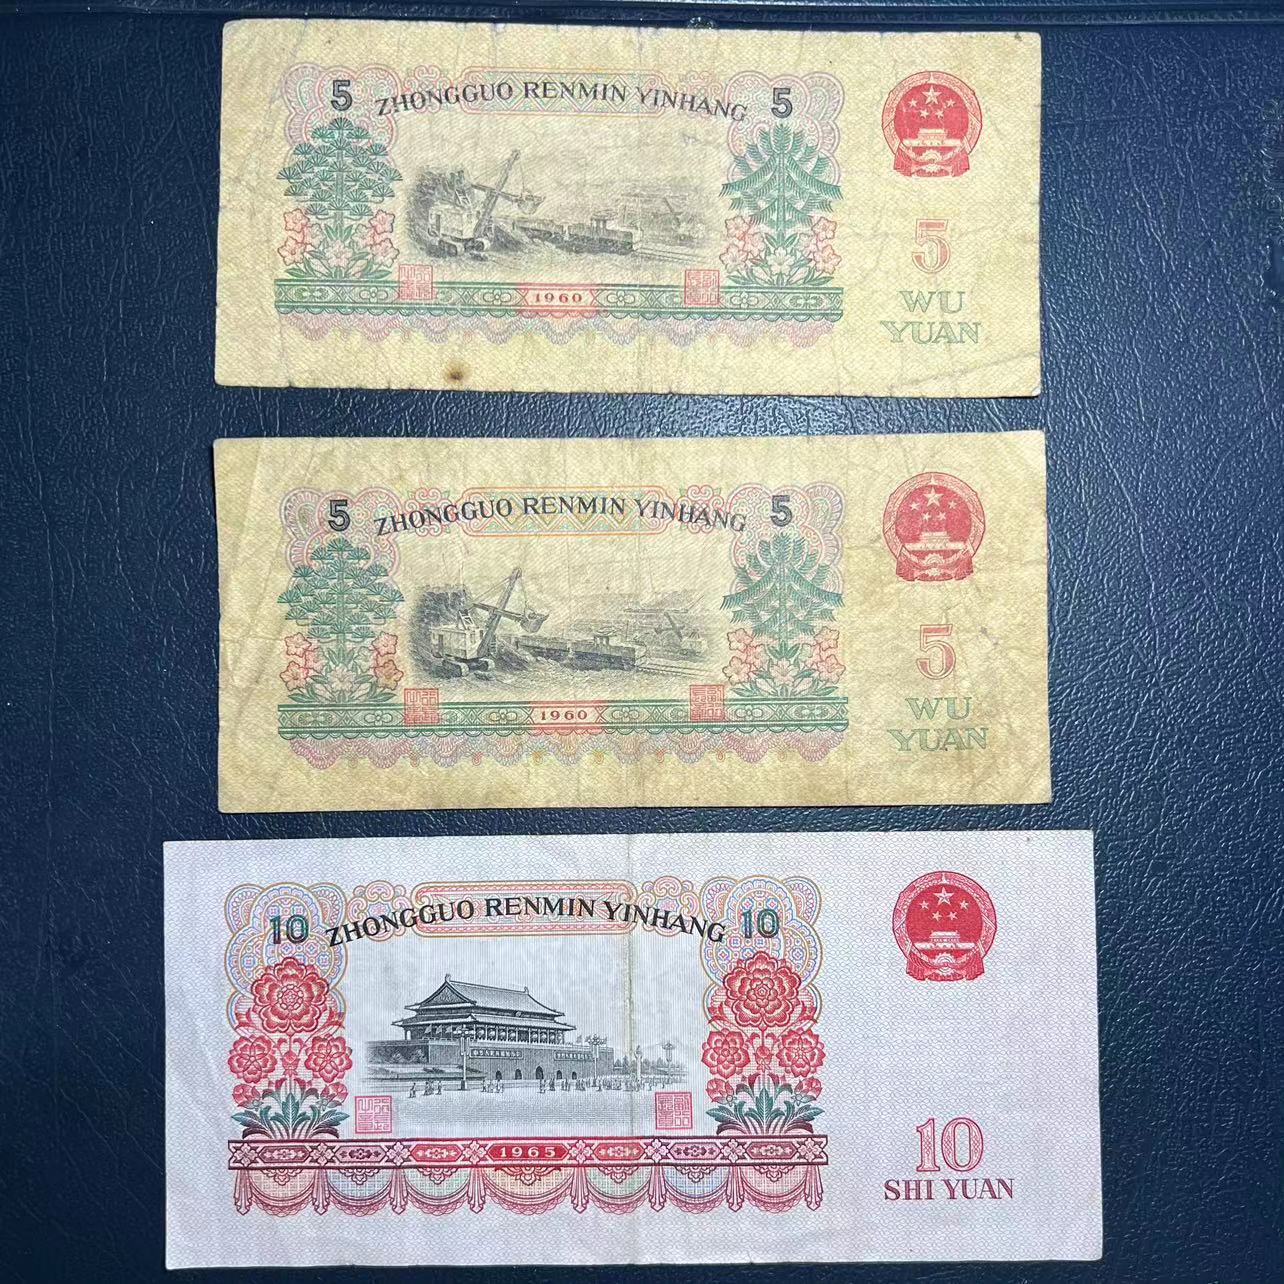 5 ZHONGGUO RENMIN YINHANG 5
5
1960
WU
YUAN
5 ZHONGGUO RENMIN YINHANG 5
5
1960
WU
YUAN
10 ZHONGGUO RENMIN YINHANG 10
10
1965
SHI YUAN